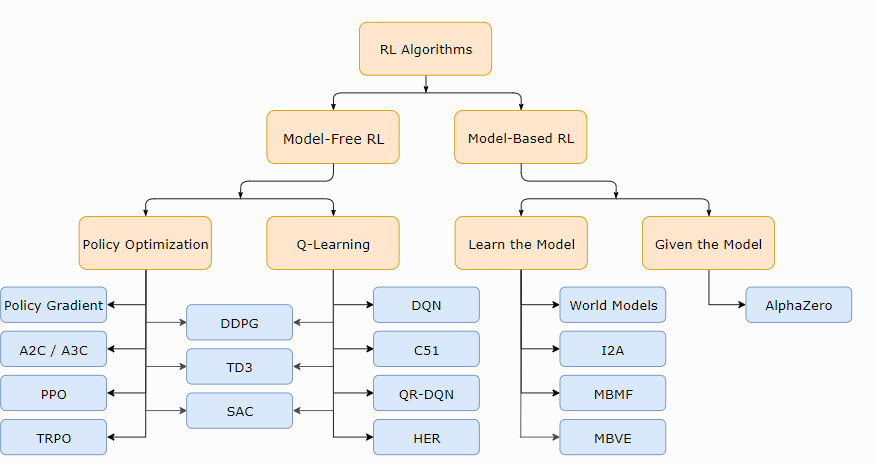 RL Algorithms
Model-Free RL
Model-Based RL
Policy Optimization
Q-Learning
Learn the Model
Given the Model
Policy Gradient
DDPG
DQN
World Models
AlphaZero
A2C / A3C
TD3
C51
I2A
PPO
SAC
QR-DQN
MBMF
TRPO
HER
MBVE